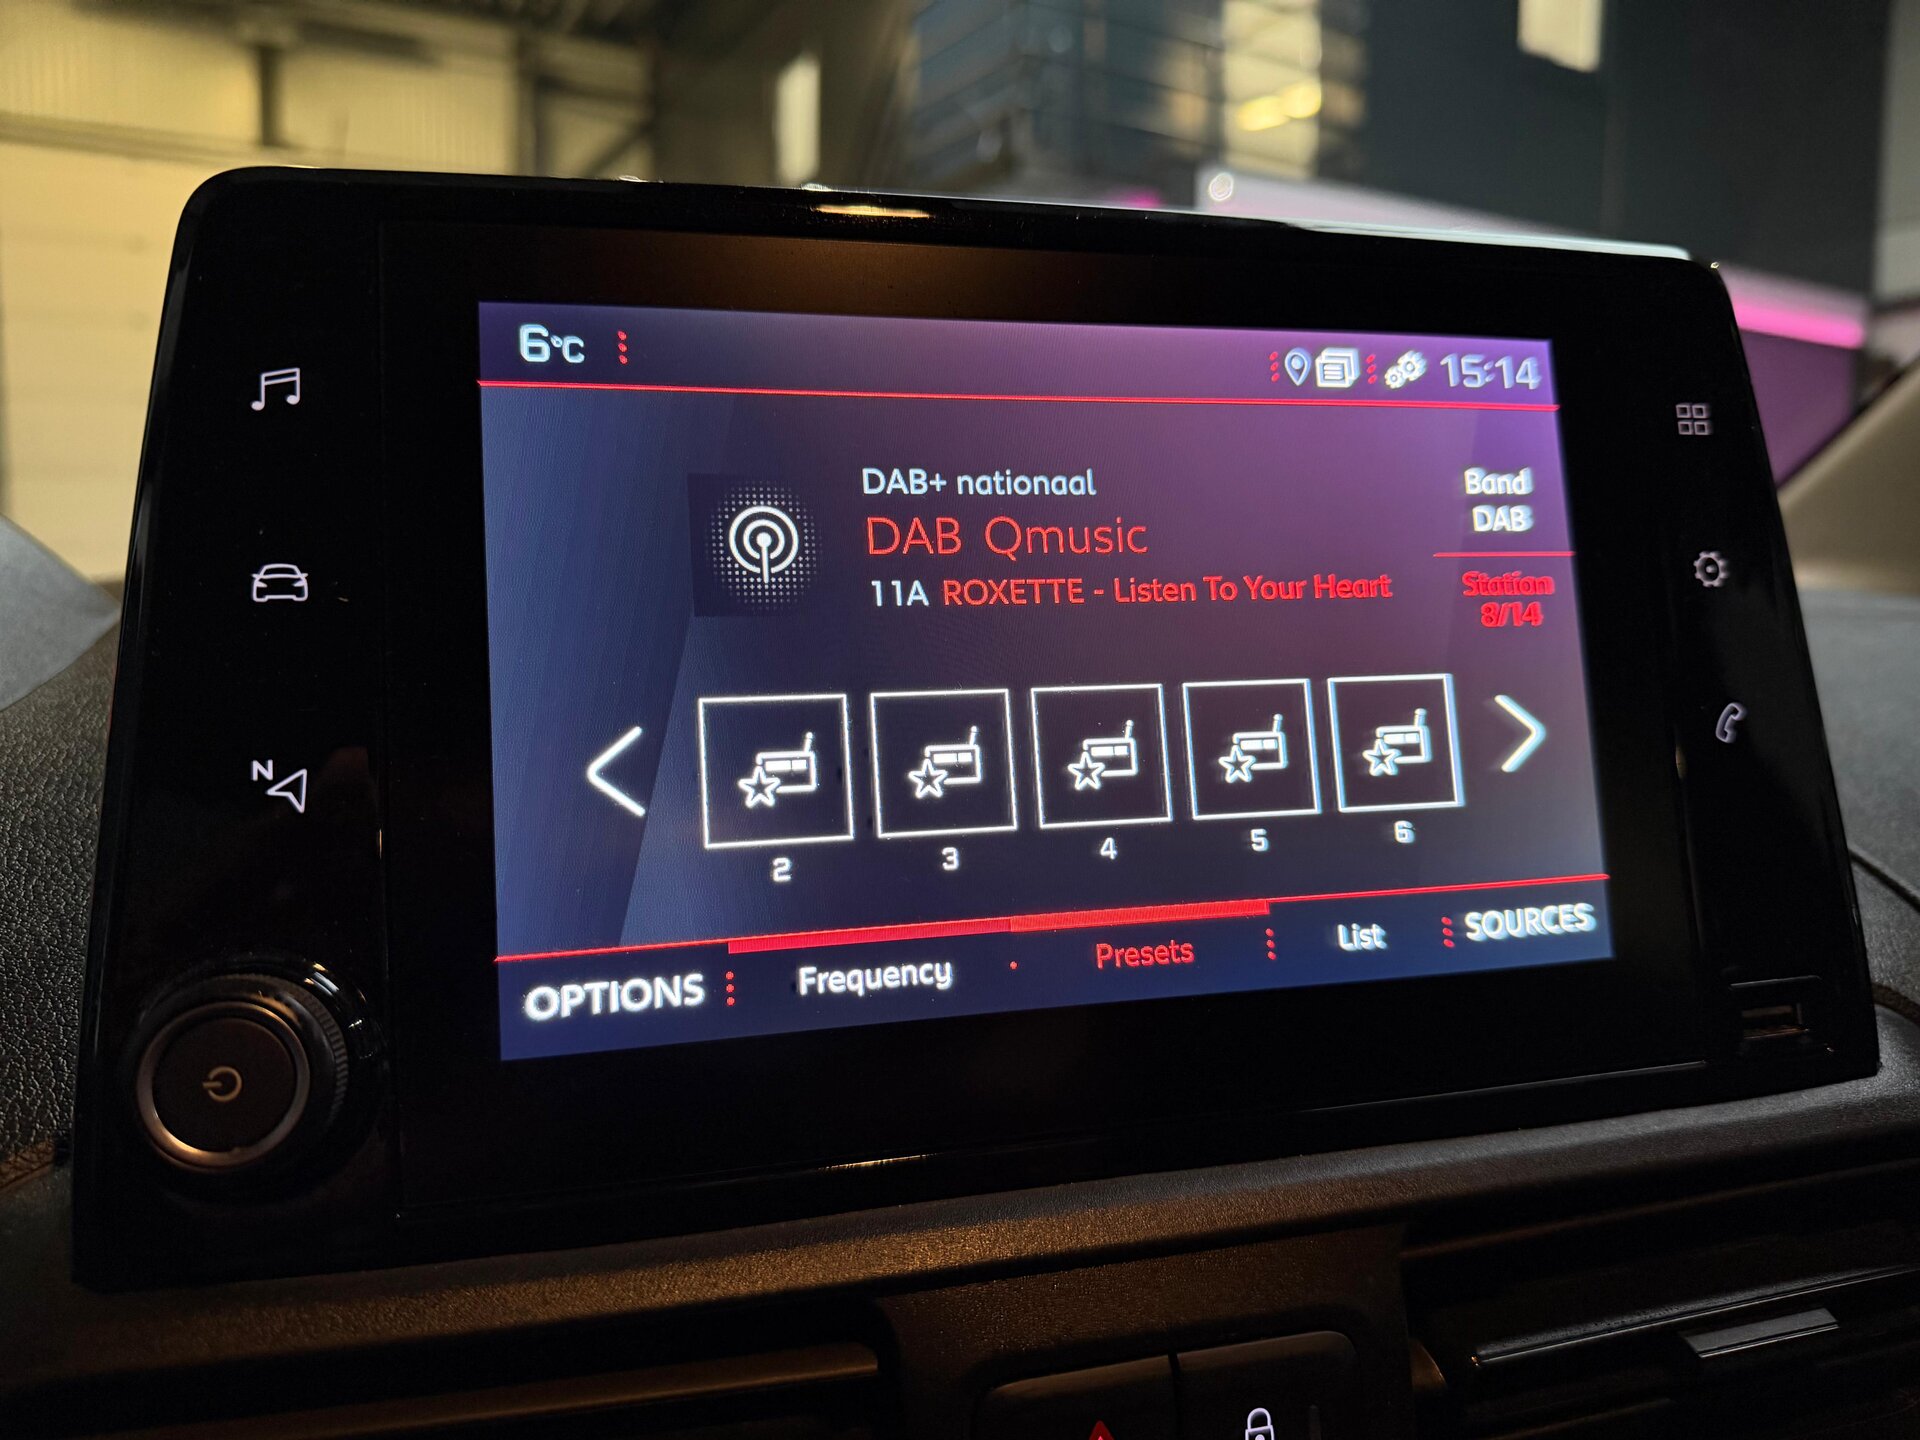 6°C
15:14
DAB+ nationaal
Band
DAB
DAB Qmusic
11A ROXETTE - Listen To Your Heart
Station
8/14
N
2
3
4
5
6
OPTIONS
Frequency
Presets
List
SOURCES